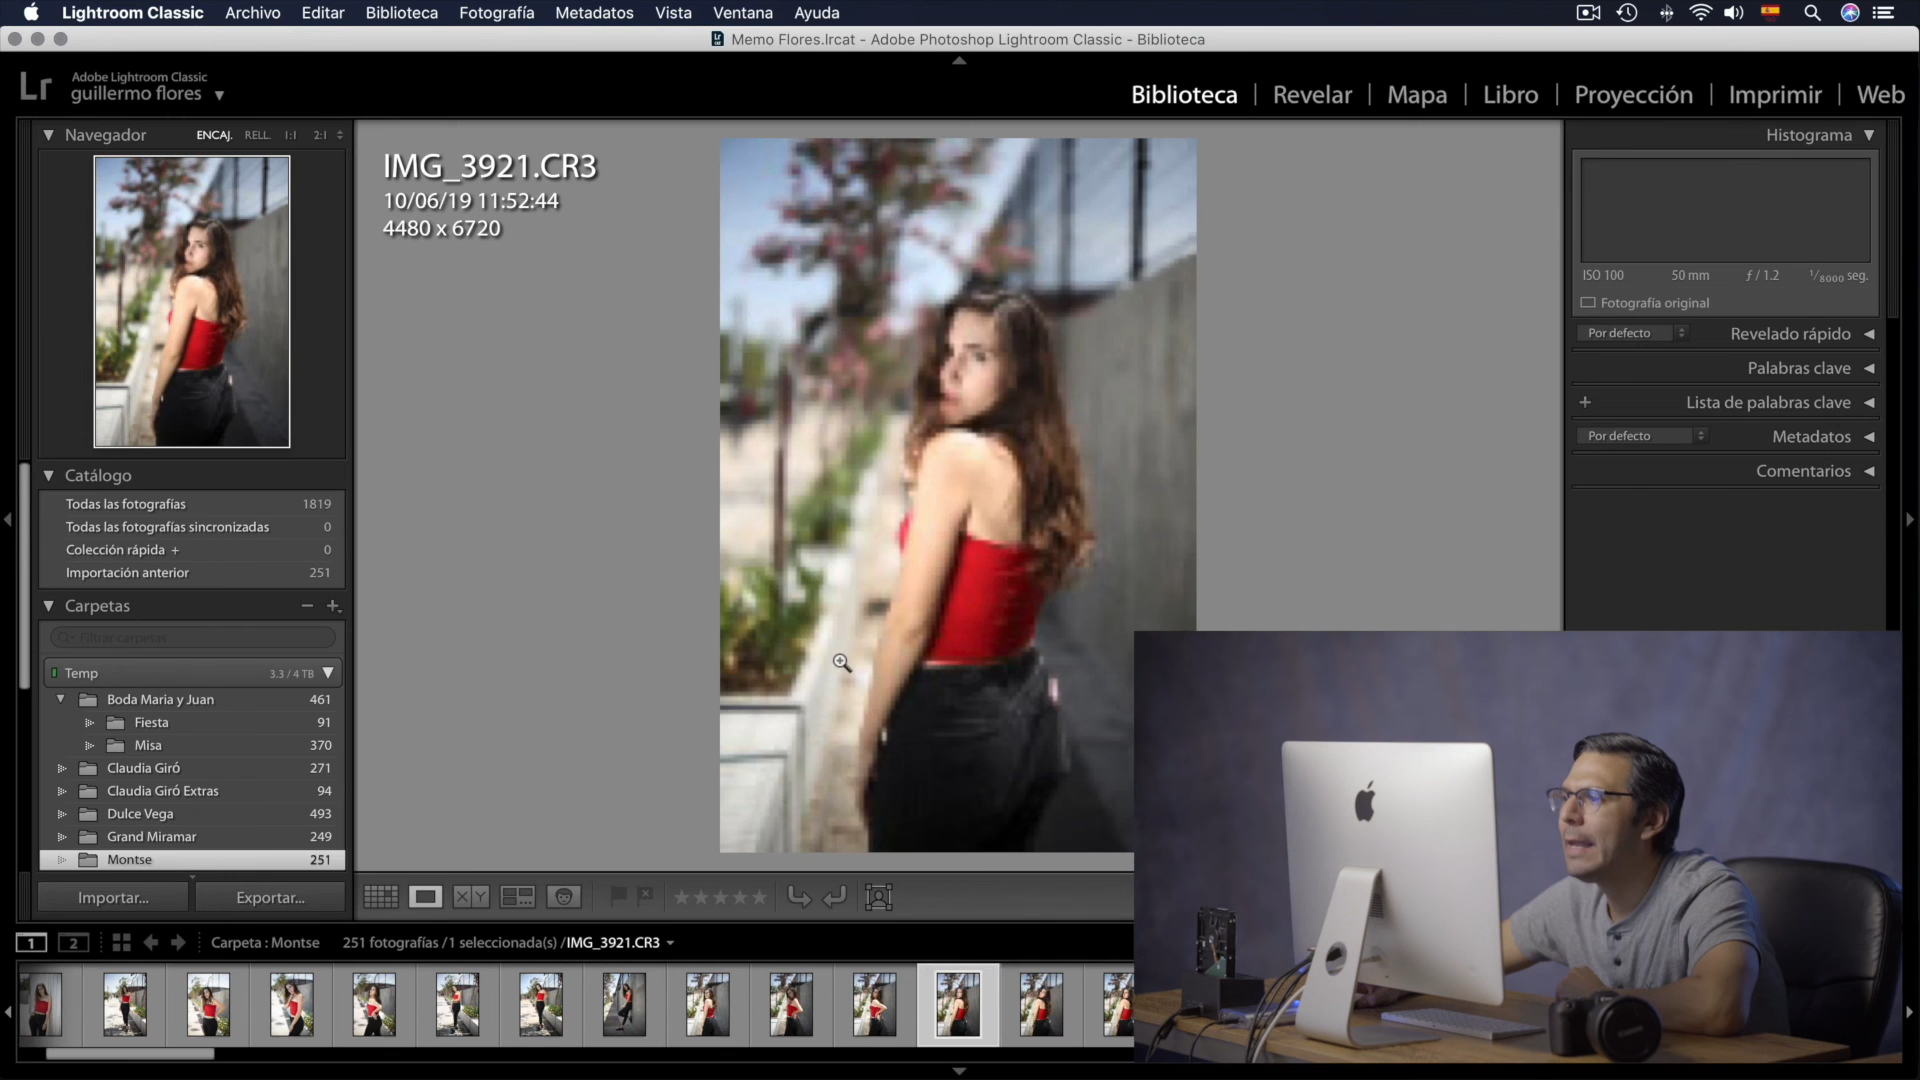 Lightroom Classic Archivo Editar Biblioteca Fotografía Metadatos Vista Ventana Ayuda
Lr Memo Flores.lrcat - Adobe Photoshop Lightroom Classic - Biblioteca
Lr
Adobe Lightroom Classic
guillermo flores
Biblioteca | Revelar | Mapa | Libro | Proyección | Imprimir | Web
Navegador ENCAJ. RELL. 1:1 2:1
Catálogo
Todas las fotografías 1819
Todas las fotografías sincronizadas 0
Colección rápida + 0
Importación anterior 251
Carpetas
Filtrar carpetas
Temp 3.3 / 4 TB
Boda Maria y Juan 461
Fiesta 91
Misa 370
Claudia Giró 271
Claudia Giró Extras 94
Dulce Vega 493
Grand Miramar 249
Montse 251
Importar... Exportar...
IMG_3921.CR3
10/06/19 11:52:44
4480 x 6720
Histograma
ISO 100 50 mm ƒ / 1.2 1/8000 seg.
Fotografía original
Por defecto Revelado rápido
Palabras clave
+ Lista de palabras clave
Por defecto Metadatos
Comentarios
X Y
1 2 Carpeta : Montse 251 fotografías /1 seleccionada(s) /IMG_3921.CR3